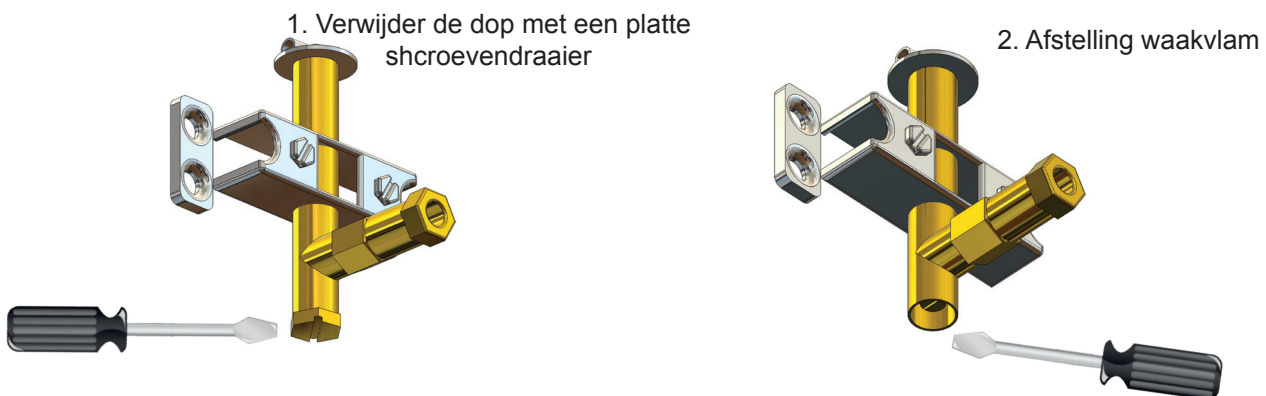 1. Verwijder de dop met een platte
shcroevendraaier
2. Afstelling waakvlam